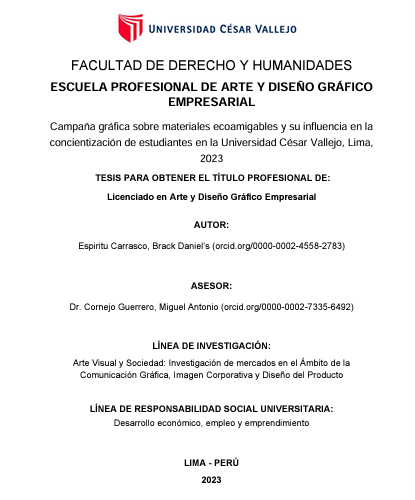 UNIVERSIDAD CÉSAR VALLEJO
FACULTAD DE DERECHO Y HUMANIDADES
ESCUELA PROFESIONAL DE ARTE Y DISEÑO GRÁFICO
EMPRESARIAL
Campaña gráfica sobre materiales ecoamigables y su influencia en la
concientización de estudiantes en la Universidad César Vallejo, Lima,
2023
TESIS PARA OBTENER EL TÍTULO PROFESIONAL DE:
Licenciado en Arte y Diseño Gráfico Empresarial
AUTOR:
Espiritu Carrasco, Brack Daniel's (orcid.org/0000-0002-4558-2783)
ASESOR:
Dr. Cornejo Guerrero, Miguel Antonio (orcid.org/0000-0002-7335-6492)
LÍNEA DE INVESTIGACIÓN:
Arte Visual y Sociedad: Investigación de mercados en el Ámbito de la
Comunicación Gráfica, Imagen Corporativa y Diseño del Producto
LÍNEA DE RESPONSABILIDAD SOCIAL UNIVERSITARIA:
Desarrollo económico, empleo y emprendimiento
LIMA - PERÚ
2023